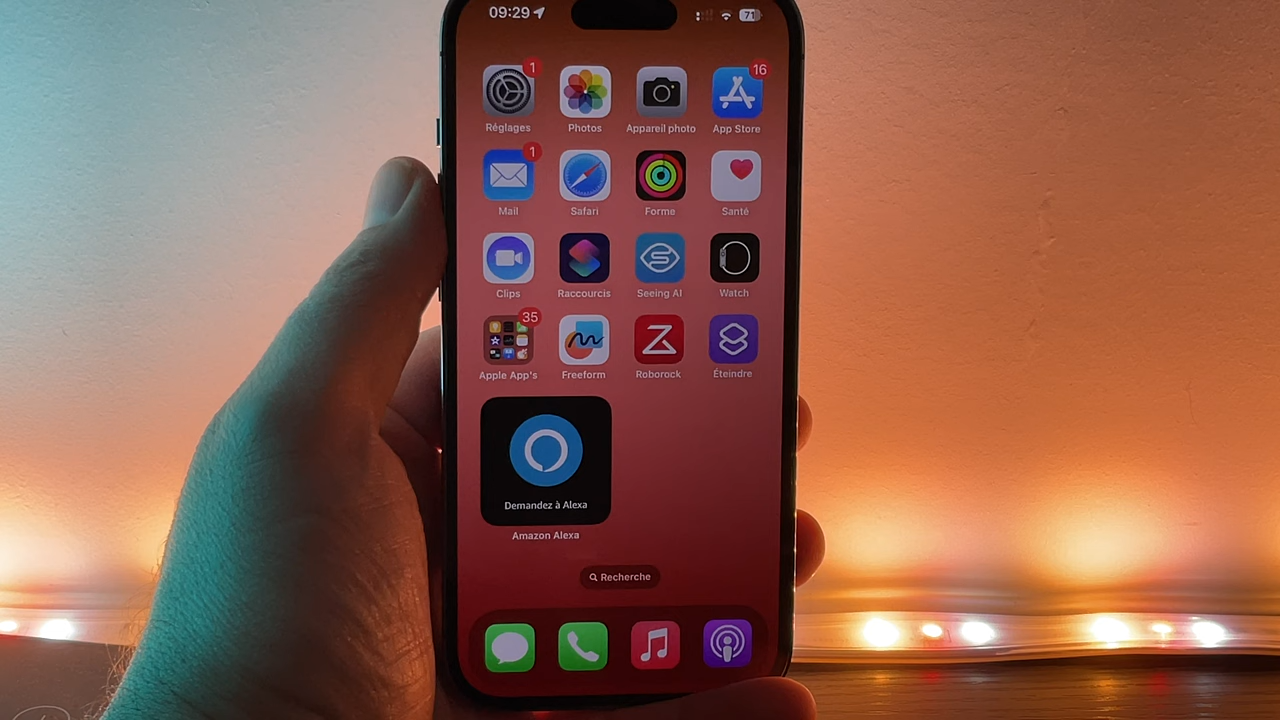 09:29
71
1
16
Réglages
Photos
Appareil photo
App Store
1
Mail
Safari
Forme
Santé
Clips
Raccourcis
Seeing AI
Watch
35
Apple App's
Freeform
Roborock
Éteindre
Demandez à Alexa
Amazon Alexa
Recherche